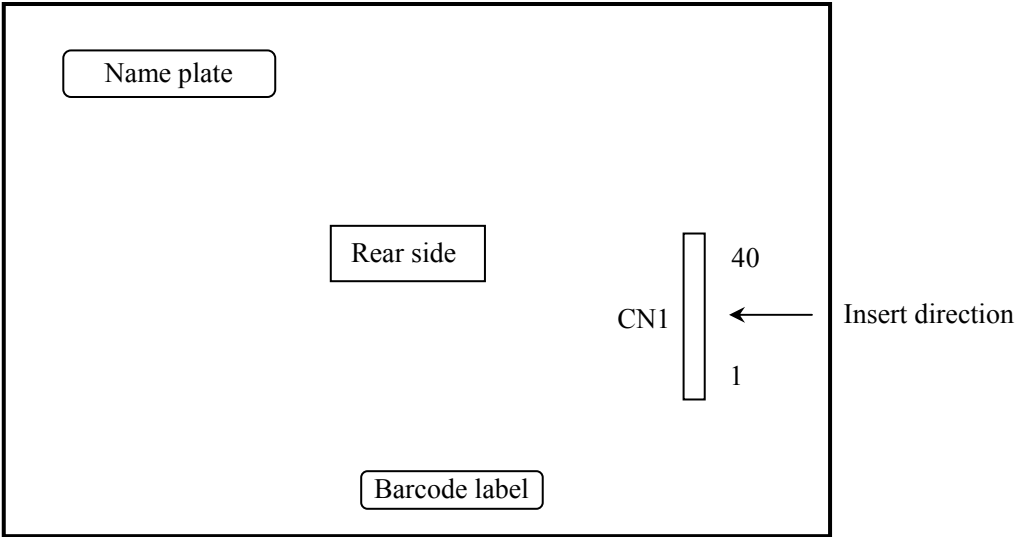 Name plate
Rear side
40
CN1
Insert direction
1
Barcode label